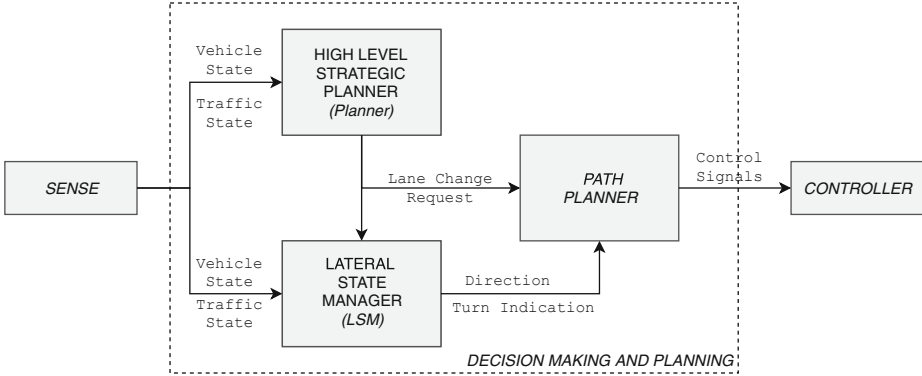 Vehicle
State
Traffic
State
HIGH LEVEL
STRATEGIC
PLANNER
(Planner)
SENSE
Lane Change
Request
PATH
PLANNER
Control
Signals
CONTROLLER
Vehicle
State
Traffic
State
LATERAL
STATE
MANAGER
(LSM)
Direction
Turn Indication
DECISION MAKING AND PLANNING